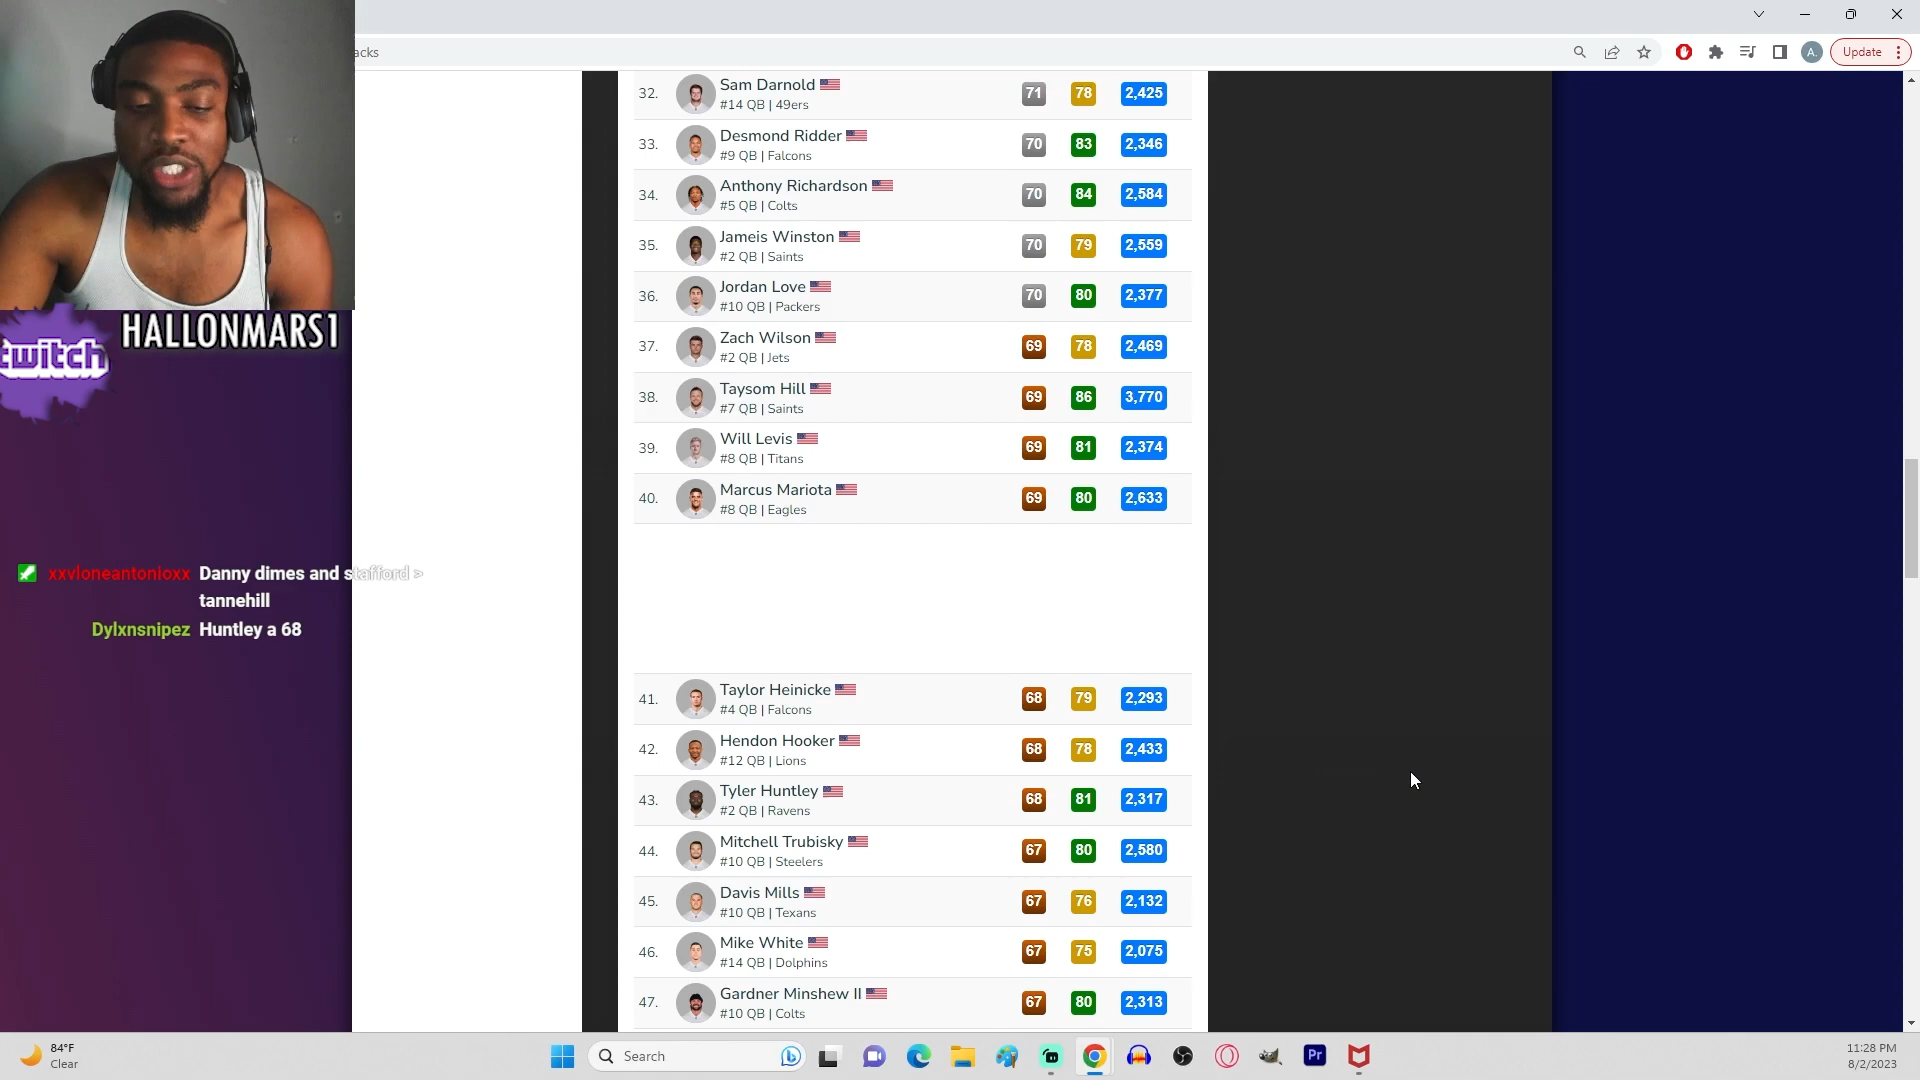 acks
A.
Update
32.
Sam Darnold
#14 QB | 49ers
71 78 2,425
33.
Desmond Ridder
#9 QB | Falcons
70 83 2,346
34.
Anthony Richardson
#5 QB | Colts
70 84 2,584
35.
Jameis Winston
#2 QB | Saints
70 79 2,559
36.
Jordan Love
#10 QB | Packers
70 80 2,377
37.
Zach Wilson
#2 QB | Jets
69 78 2,469
38.
Taysom Hill
#7 QB | Saints
69 86 3,770
39.
Will Levis
#8 QB | Titans
69 81 2,374
40.
Marcus Mariota
#8 QB | Eagles
69 80 2,633
41.
Taylor Heinicke
#4 QB | Falcons
68 79 2,293
42.
Hendon Hooker
#12 QB | Lions
68 78 2,433
43.
Tyler Huntley
#2 QB | Ravens
68 81 2,317
44.
Mitchell Trubisky
#10 QB | Steelers
67 80 2,580
45.
Davis Mills
#10 QB | Texans
67 76 2,132
46.
Mike White
#14 QB | Dolphins
67 75 2,075
47.
Gardner Minshew II
#10 QB | Colts
67 80 2,313
twitch
HALLONMARS1
xxvloneantonioxx Danny dimes and stafford >
tannehill
Dylxnsnipez Huntley a 68
84°F
Clear
Search
Pr
11:28 PM
8/2/2023